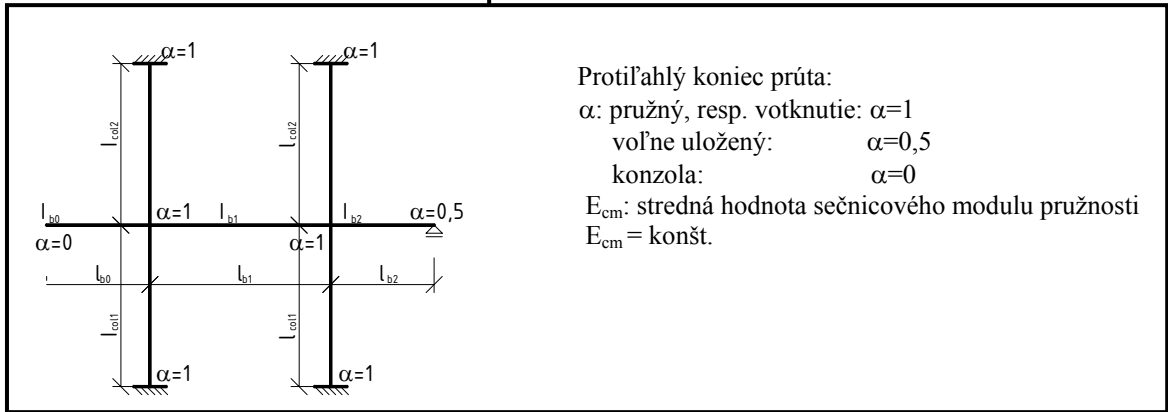 α=1 α=1
l_col2 l_col2
l_b0 α=1 l_b1 l_b2 α=0,5
α=0 α=1
l_b0 l_b1 l_b2
l_col1 l_col1
α=1 α=1
Protiľahlý koniec prúta:
α: pružný, resp. votknutie: α=1
voľne uložený: α=0,5
konzola: α=0
E_cm: stredná hodnota sečnicového modulu pružnosti
E_cm = konšt.